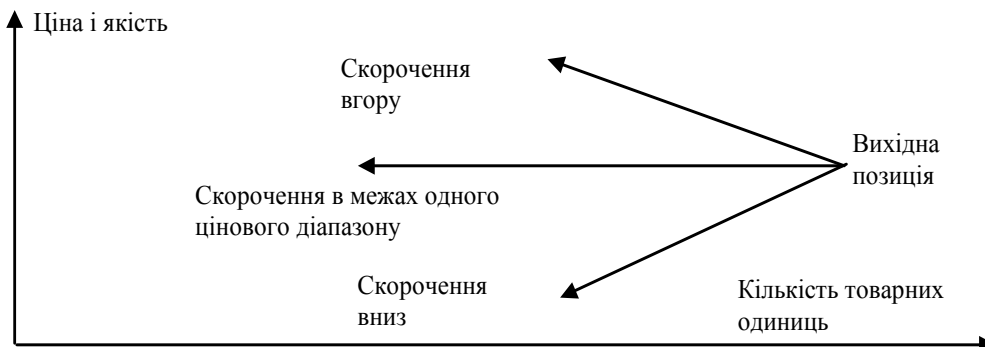 Ціна і якість
Скорочення
вгору
Вихідна
позиція
Скорочення в межах одного
цінового діапазону
Скорочення
вниз
Кількість товарних
одиниць